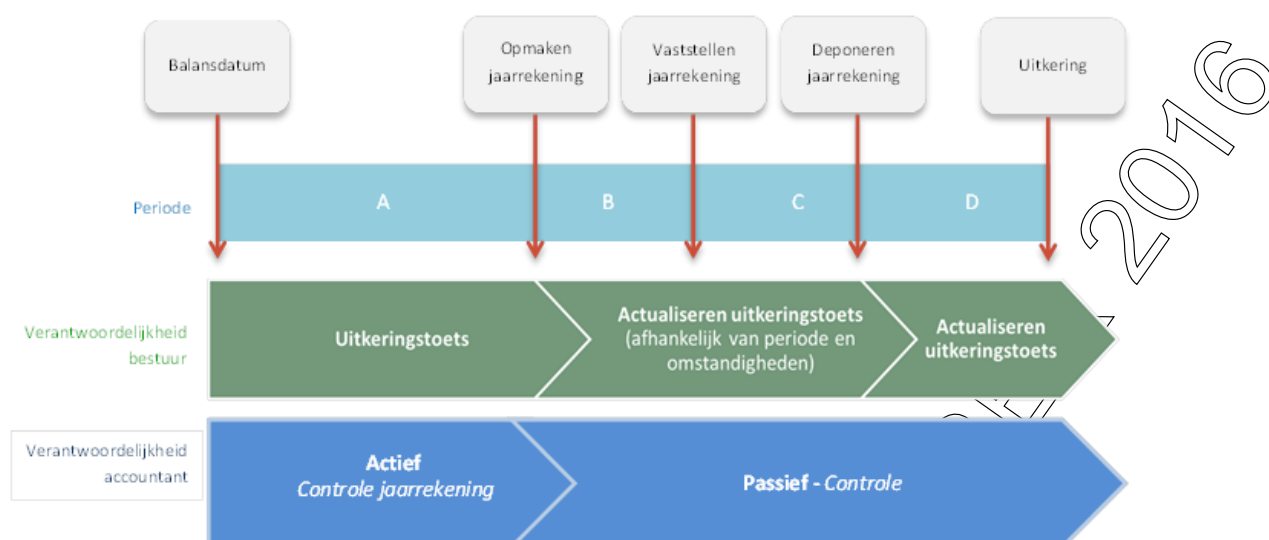 Balansdatum
Opmaken
jaarrekening
Vaststellen
jaarrekening
Deponeren
jaarrekening
Uitkering
2016
Periode
A
B
C
D
Verantwoordelijkheid
bestuur
Uitkeringstoets
Actualiseren uitkeringstoets
(afhankelijk van periode en
omstandigheden)
Actualiseren
uitkeringstoets
Verantwoordelijkheid
accountant
Actief
Controle jaarrekening
Passief - Controle